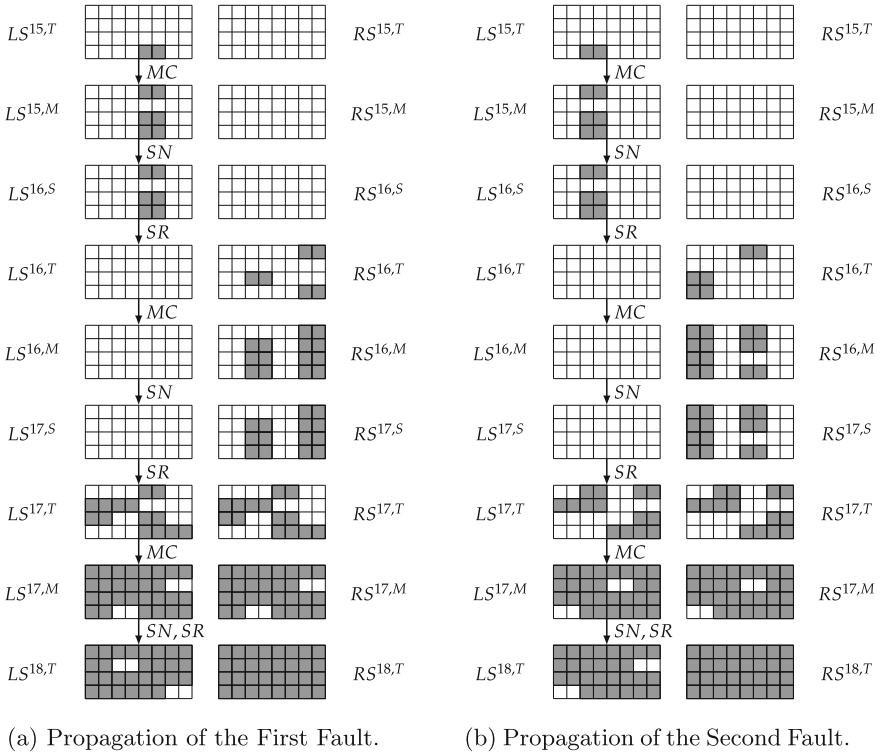 LS^{15,T} RS^{15,T} LS^{15,T} RS^{15,T}
MC MC
LS^{15,M} RS^{15,M} LS^{15,M} RS^{15,M}
SN SN
LS^{16,S} RS^{16,S} LS^{16,S} RS^{16,S}
SR SR
LS^{16,T} RS^{16,T} LS^{16,T} RS^{16,T}
MC MC
LS^{16,M} RS^{16,M} LS^{16,M} RS^{16,M}
SN SN
LS^{17,S} RS^{17,S} LS^{17,S} RS^{17,S}
SR SR
LS^{17,T} RS^{17,T} LS^{17,T} RS^{17,T}
MC MC
LS^{17,M} RS^{17,M} LS^{17,M} RS^{17,M}
SN, SR SN, SR
LS^{18,T} RS^{18,T} LS^{18,T} RS^{18,T}
(a) Propagation of the First Fault. (b) Propagation of the Second Fault.